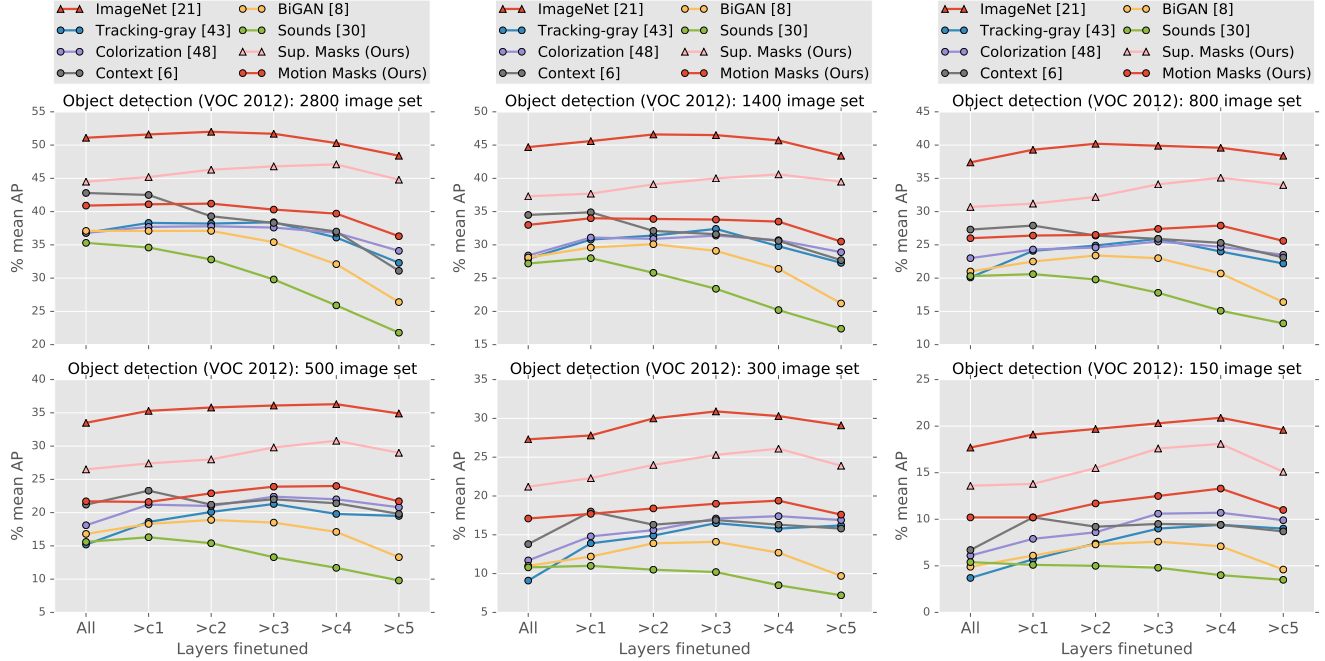 ImageNet [21]
BiGAN [8]
Tracking-gray [43]
Sounds [30]
Colorization [48]
Sup. Masks (Ours)
Context [6]
Motion Masks (Ours)
ImageNet [21]
BiGAN [8]
Tracking-gray [43]
Sounds [30]
Colorization [48]
Sup. Masks (Ours)
Context [6]
Motion Masks (Ours)
ImageNet [21]
BiGAN [8]
Tracking-gray [43]
Sounds [30]
Colorization [48]
Sup. Masks (Ours)
Context [6]
Motion Masks (Ours)
Object detection (VOC 2012): 2800 image set
% mean AP
55
50
45
40
35
30
25
20
Object detection (VOC 2012): 1400 image set
% mean AP
50
45
40
35
30
25
20
15
Object detection (VOC 2012): 800 image set
% mean AP
45
40
35
30
25
20
15
10
Object detection (VOC 2012): 500 image set
% mean AP
40
35
30
25
20
15
10
5
All >c1 >c2 >c3 >c4 >c5
Layers finetuned
Object detection (VOC 2012): 300 image set
% mean AP
35
30
25
20
15
10
5
All >c1 >c2 >c3 >c4 >c5
Layers finetuned
Object detection (VOC 2012): 150 image set
% mean AP
25
20
15
10
5
0
All >c1 >c2 >c3 >c4 >c5
Layers finetuned